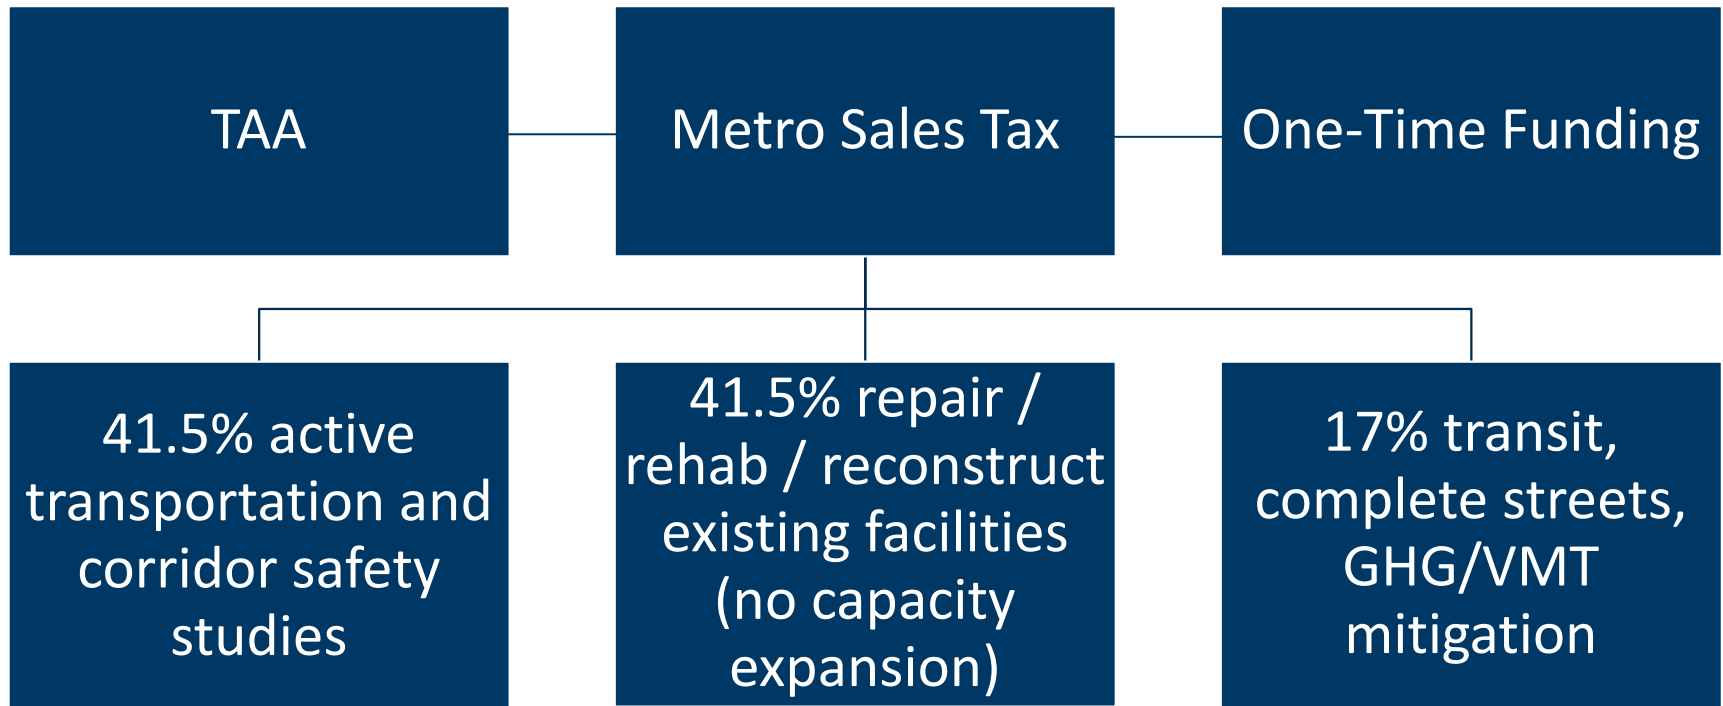 TAA
Metro Sales Tax
One-Time Funding
41.5% active
transportation and
corridor safety
studies
41.5% repair /
rehab / reconstruct
existing facilities
(no capacity
expansion)
17% transit,
complete streets,
GHG/VMT
mitigation